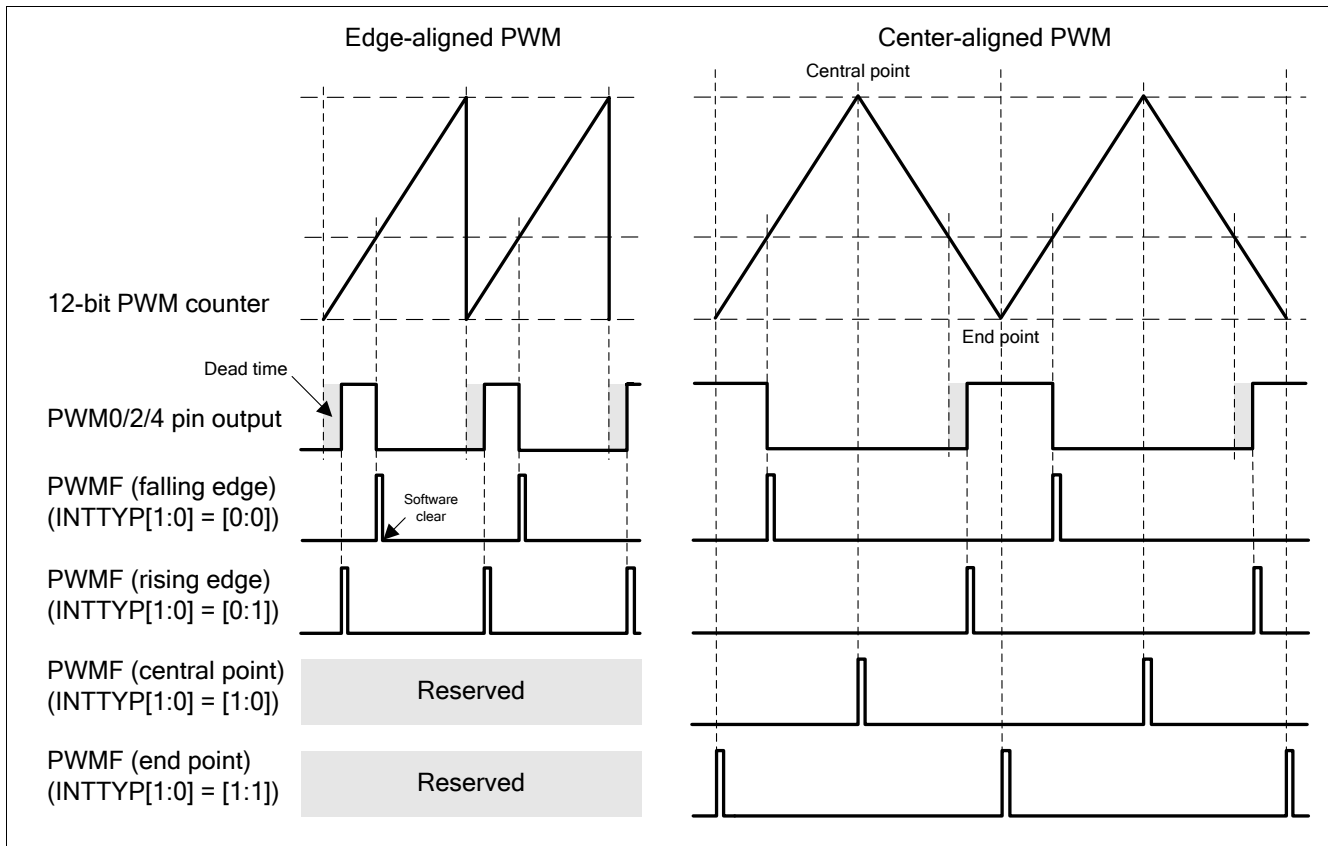 Edge-aligned PWM
Center-aligned PWM
Central point
12-bit PWM counter
End point
Dead time
PWM0/2/4 pin output
PWMF (falling edge)
(INTTYP[1:0] = [0:0])
Software
clear
PWMF (rising edge)
(INTTYP[1:0] = [0:1])
PWMF (central point)
(INTTYP[1:0] = [1:0])
Reserved
PWMF (end point)
(INTTYP[1:0] = [1:1])
Reserved